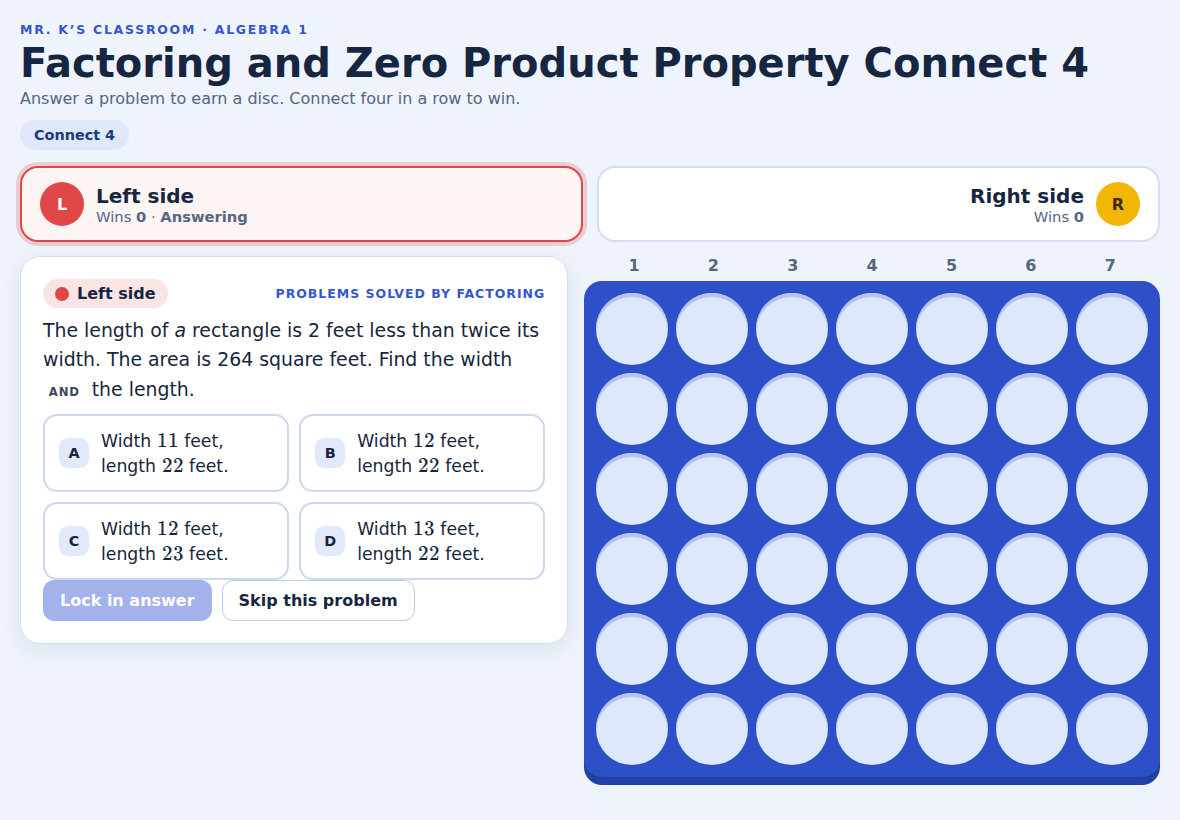 MR. K’S CLASSROOM · ALGEBRA 1
Factoring and Zero Product Property Connect 4
Answer a problem to earn a disc. Connect four in a row to win.
Connect 4
L
Left side
Wins 0 · Answering
Right side
Wins 0
R
Left side
PROBLEMS SOLVED BY FACTORING
The length of a rectangle is 2 feet less than twice its
width. The area is 264 square feet. Find the width
AND the length.
A
Width 11 feet,
length 22 feet.
B
Width 12 feet,
length 22 feet.
C
Width 12 feet,
length 23 feet.
D
Width 13 feet,
length 22 feet.
Lock in answer
Skip this problem
1 2 3 4 5 6 7